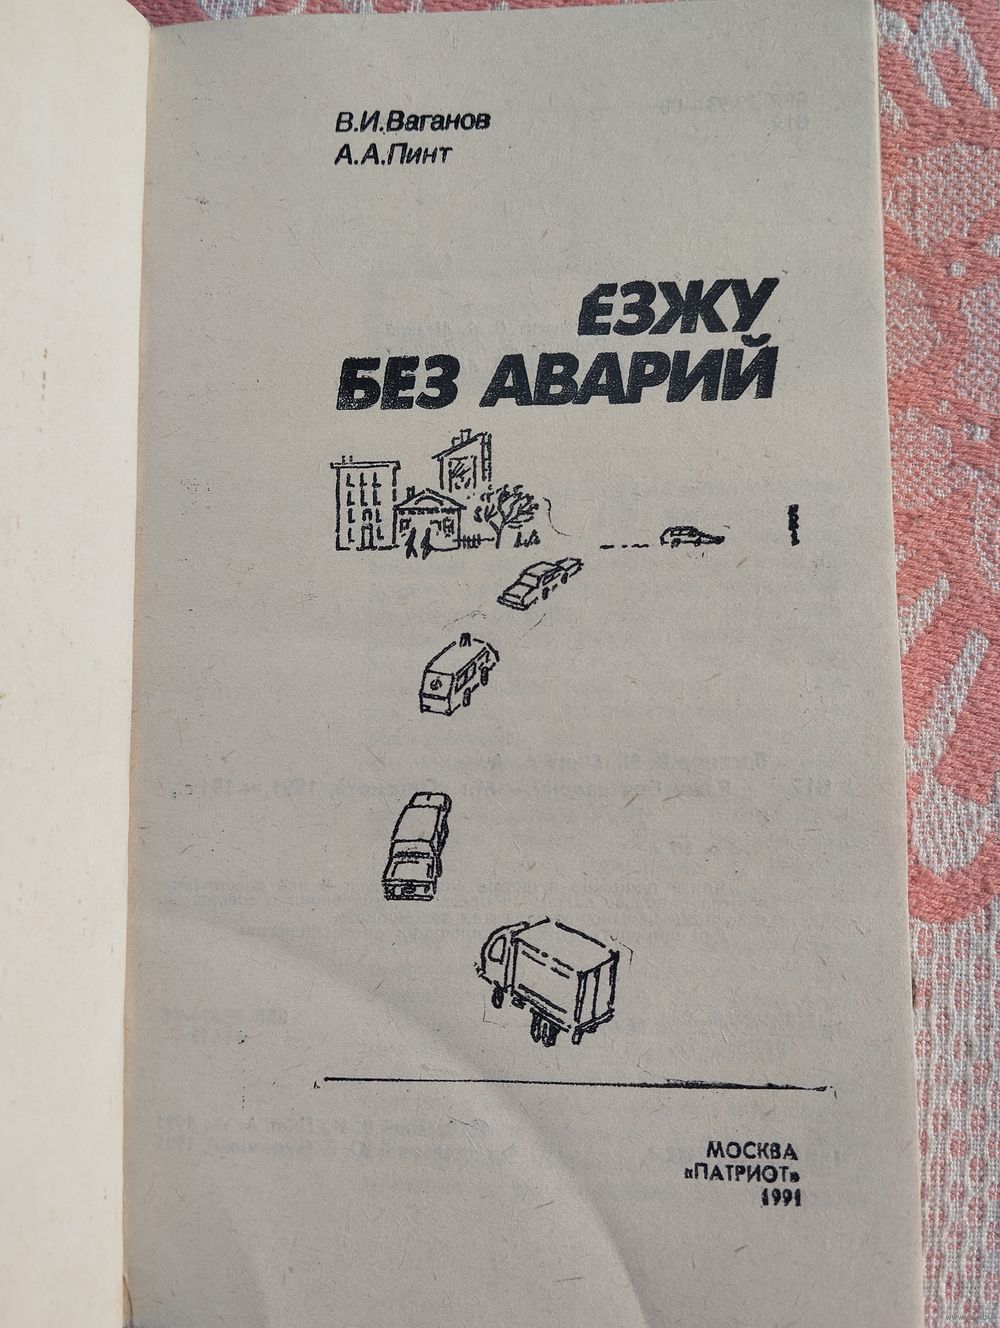 В.И.Ваганов
А.А.Пинт
ЕЗЖУ
БЕЗ АВАРИЙ
МОСКВА
«ПАТРИОТ»
1991